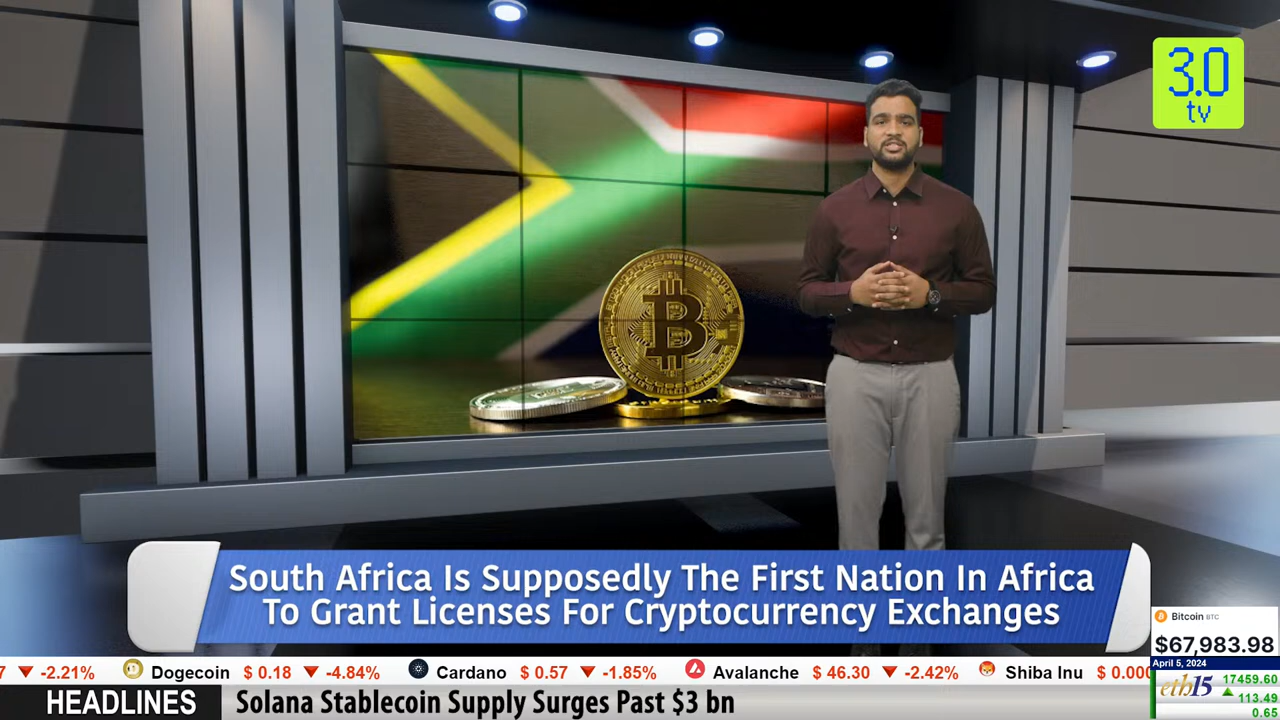 3.0
tv
B
South Africa Is Supposedly The First Nation In Africa
To Grant Licenses For Cryptocurrency Exchanges
Bitcoin BTC
$67,983.98
7 ▼ -2.21% Dogecoin $ 0.18 ▼ -4.84% Cardano $ 0.57 ▼ -1.85% Avalanche $ 46.30 ▼ -2.42% Shiba Inu $ 0.000
April 5, 2024
eth15 17459.60
▲ 113.49
0.65
HEADLINES Solana Stablecoin Supply Surges Past $3 bn